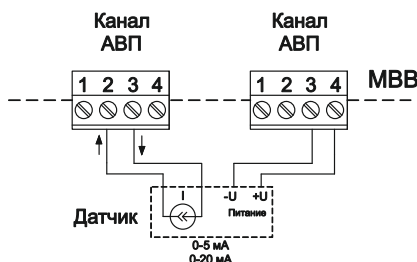 Канал Канал
АВП АВП
1 2 3 4 1 2 3 4 МВВ
I -U +U
Датчик Питание
0-5 мА
0-20 мА